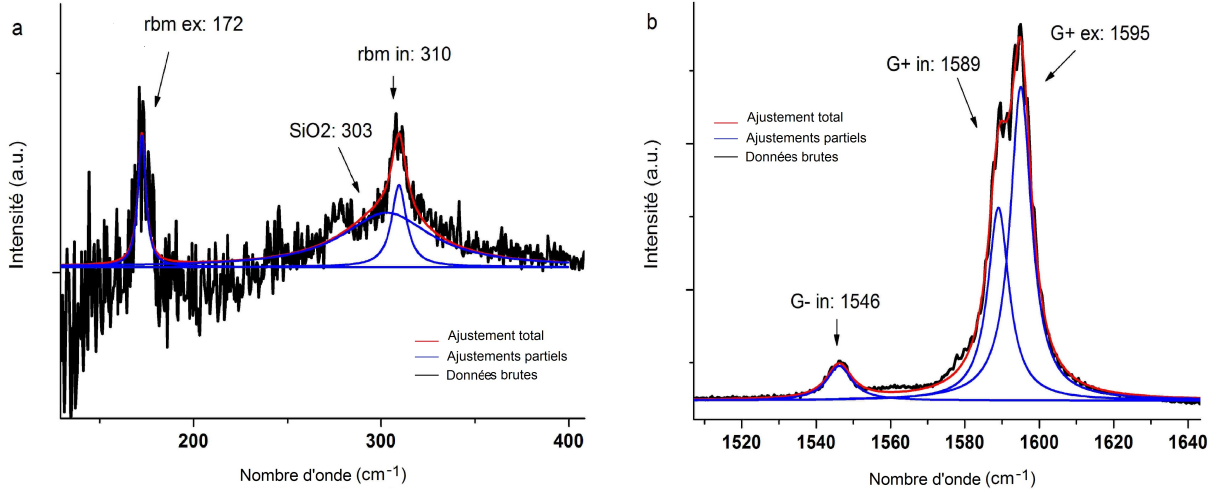 a
rbm ex: 172
rbm in: 310
SiO2: 303
Intensité (a.u.)
Ajustement total
Ajustements partiels
Données brutes
200
300
400
Nombre d'onde (cm⁻¹)
b
G+ ex: 1595
G+ in: 1589
Ajustement total
Ajustements partiels
Données brutes
G- in: 1546
Intensité (a.u.)
1520
1540
1560
1580
1600
1620
1640
Nombre d'onde (cm⁻¹)